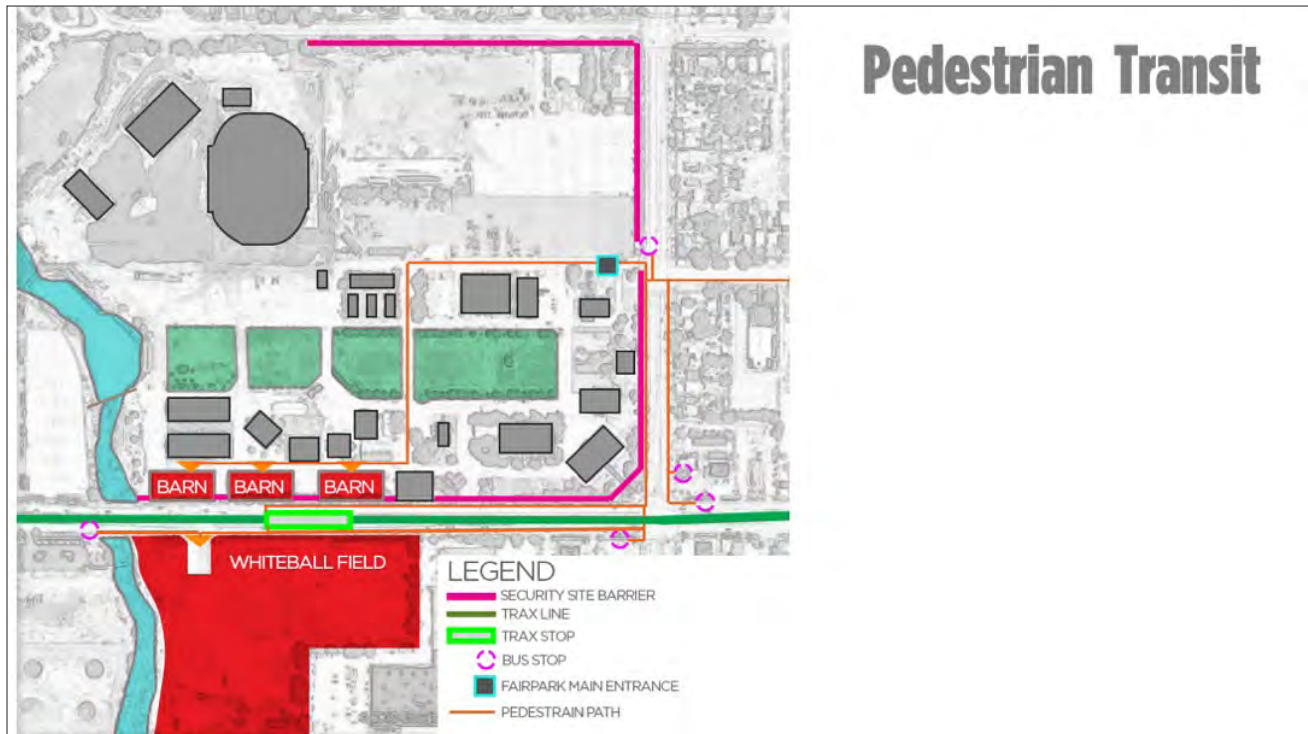 Pedestrian Transit
BARN
BARN
BARN
WHITEBALL FIELD
LEGEND
SECURITY SITE BARRIER
TRAX LINE
TRAX STOP
BUS STOP
FAIRPARK MAIN ENTRANCE
PEDESTRAIN PATH